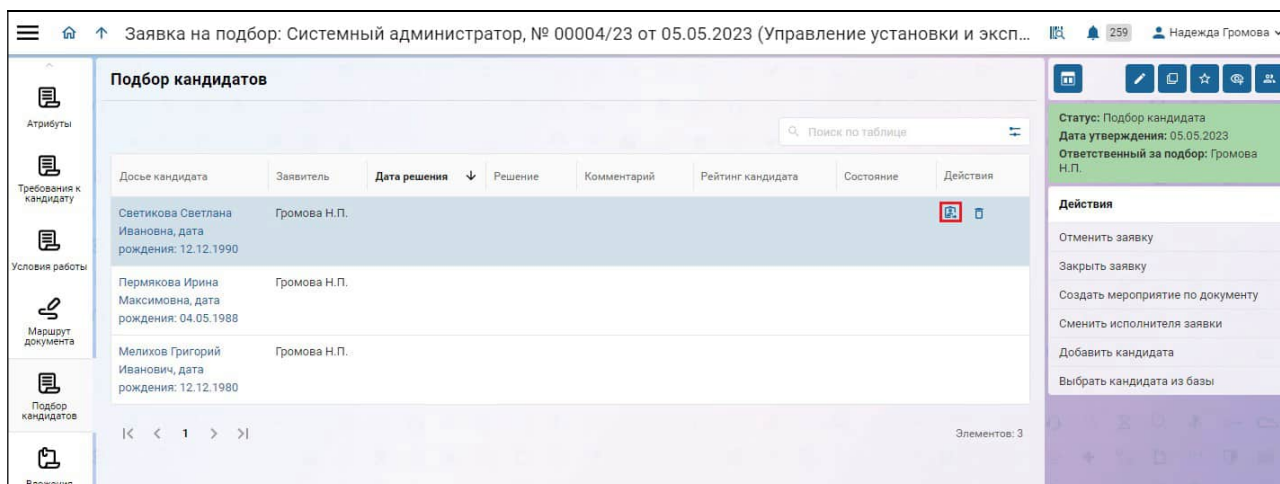 Заявка на подбор: Системный администратор, № 00004/23 от 05.05.2023 (Управление установки и эксп...
259
Надежда Громова
Атрибуты
Требования к
кандидату
Условия работы
Маршрут
документа
Подбор
кандидатов
Вложения
Подбор кандидатов
Поиск по таблице
Досье кандидата Заявитель Дата решения Решение Комментарий Рейтинг кандидата Состояние Действия
Светикова Светлана Громова Н.П.
Ивановна, дата
рождения: 12.12.1990
Пермякова Ирина Громова Н.П.
Максимовна, дата
рождения: 04.05.1988
Мелихов Григорий Громова Н.П.
Иванович, дата
рождения: 12.12.1980
1
Элементов: 3
Статус: Подбор кандидата
Дата утверждения: 05.05.2023
Ответственный за подбор: Громова
Н.П.
Действия
Отменить заявку
Закрыть заявку
Создать мероприятие по документу
Сменить исполнителя заявки
Добавить кандидата
Выбрать кандидата из базы